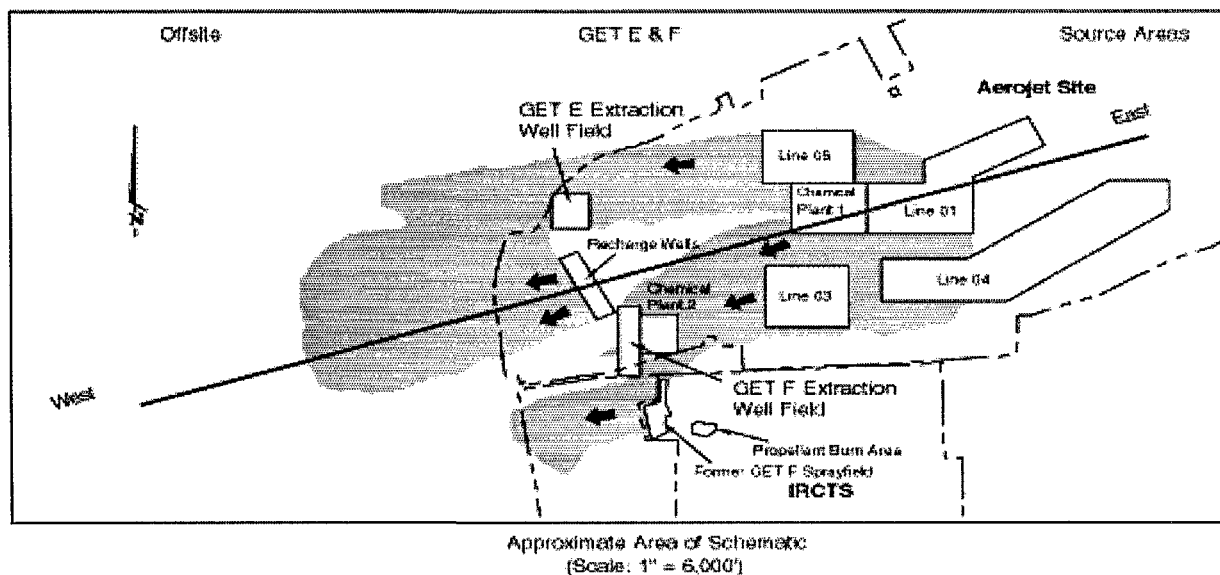 Offsite
GET E & F
Source Areas
Aerojet Site
East
GET E Extraction
Well Field
Line 05
Chemical
Plant 1
Line 01
Recharge Wells
Chemical
Plant 2
Line 03
Line 04
West
GET F Extraction
Well Field
Propellant Burn Area
Former GET F Sprayfield
IRCTS
Approximate Area of Schematic
(Scale: 1" = 6,000')